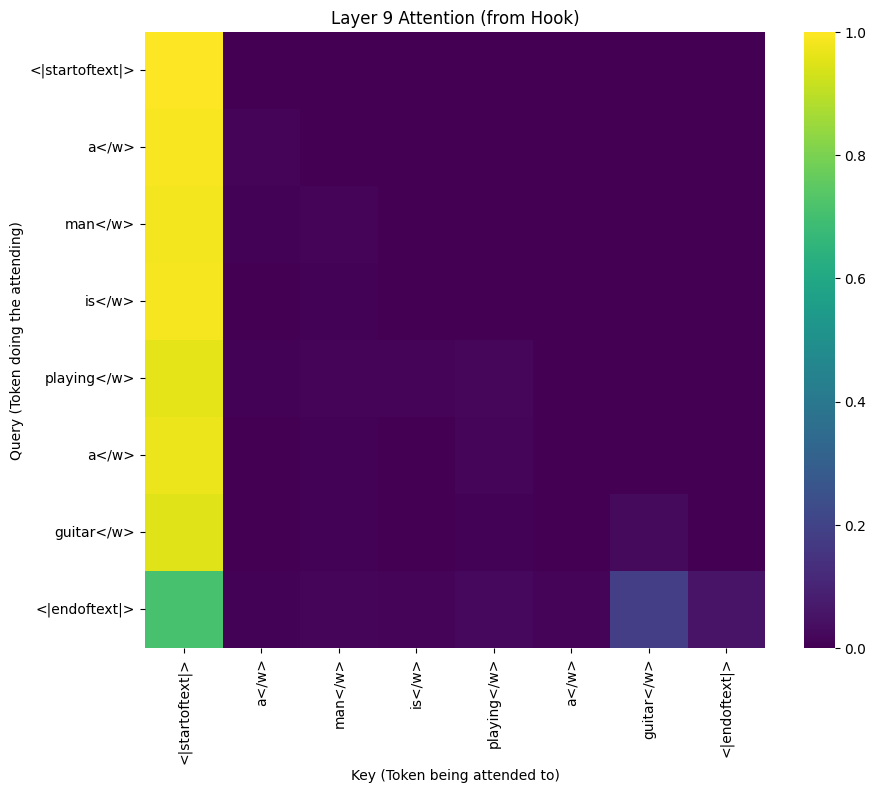 Layer 9 Attention (from Hook)
Query (Token doing the attending)
<|startoftext|>
a</w>
man</w>
is</w>
playing</w>
a</w>
guitar</w>
<|endoftext|>
1.0
0.8
0.6
0.4
0.2
0.0
<|startoftext|>
a</w>
man</w>
is</w>
playing</w>
a</w>
guitar</w>
<|endoftext|>
Key (Token being attended to)